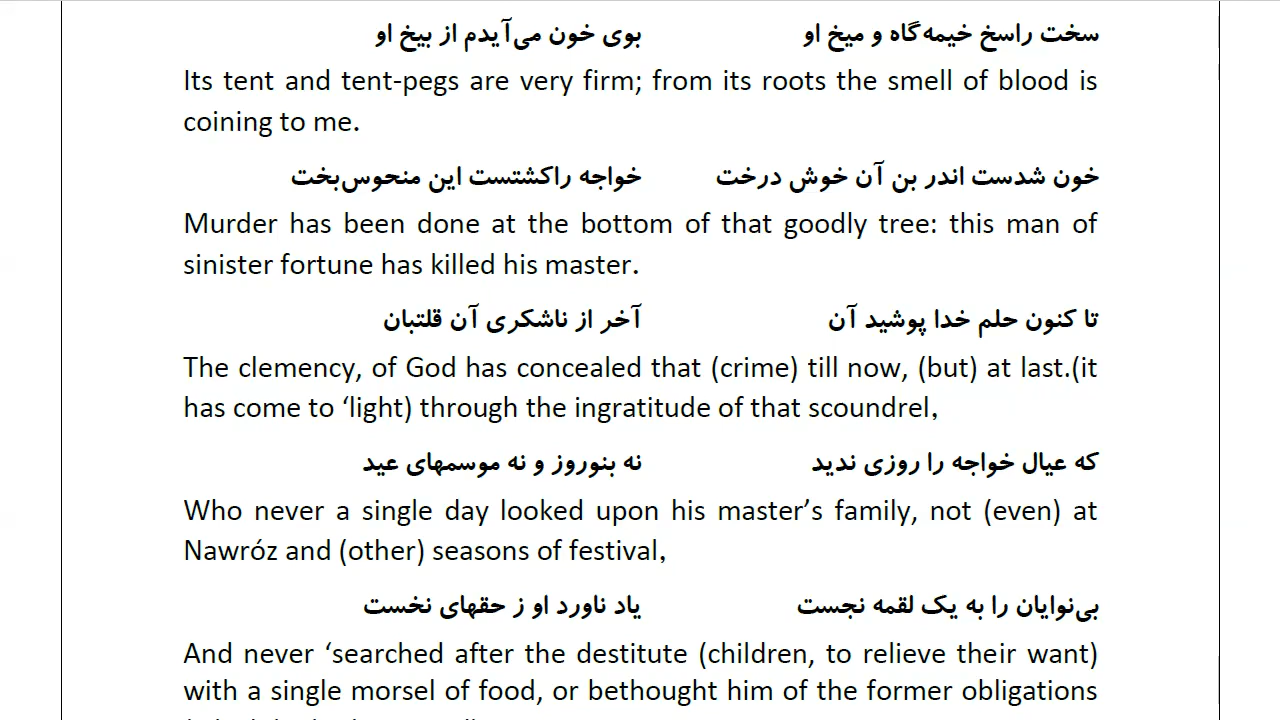 سخت راسخ خیمه‌گاه و میخ او بوی خون می‌آیدم از بیخ او
Its tent and tent-pegs are very firm; from its roots the smell of blood is
coining to me.
خون شدست اندر بن آن خوش درخت خواجه راکشتست این منحوس‌بخت
Murder has been done at the bottom of that goodly tree: this man of
sinister fortune has killed his master.
تا کنون حلم خدا پوشید آن آخر از ناشکری آن قلتبان
The clemency, of God has concealed that (crime) till now, (but) at last.(it
has come to ‘light) through the ingratitude of that scoundrel,
که عیال خواجه را روزی ندید نه بنوروز و نه موسمهای عید
Who never a single day looked upon his master’s family, not (even) at
Nawróz and (other) seasons of festival,
بی‌نوایان را به یک لقمه نجست یاد ناورد او ز حقهای نخست
And never ‘searched after the destitute (children, to relieve their want)
with a single morsel of food, or bethought him of the former obligations